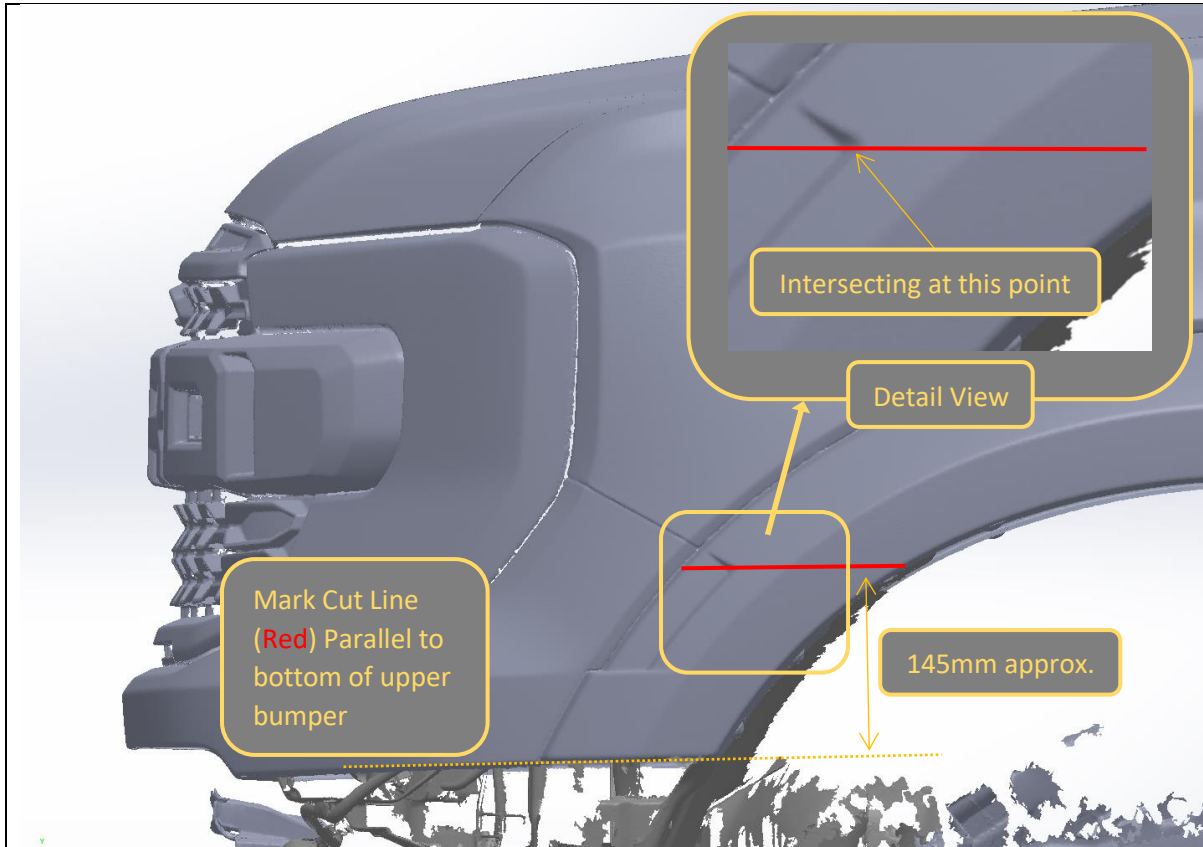 Intersecting at this point
Detail View
Mark Cut Line
(Red) Parallel to
bottom of upper
bumper
145mm approx.
Y